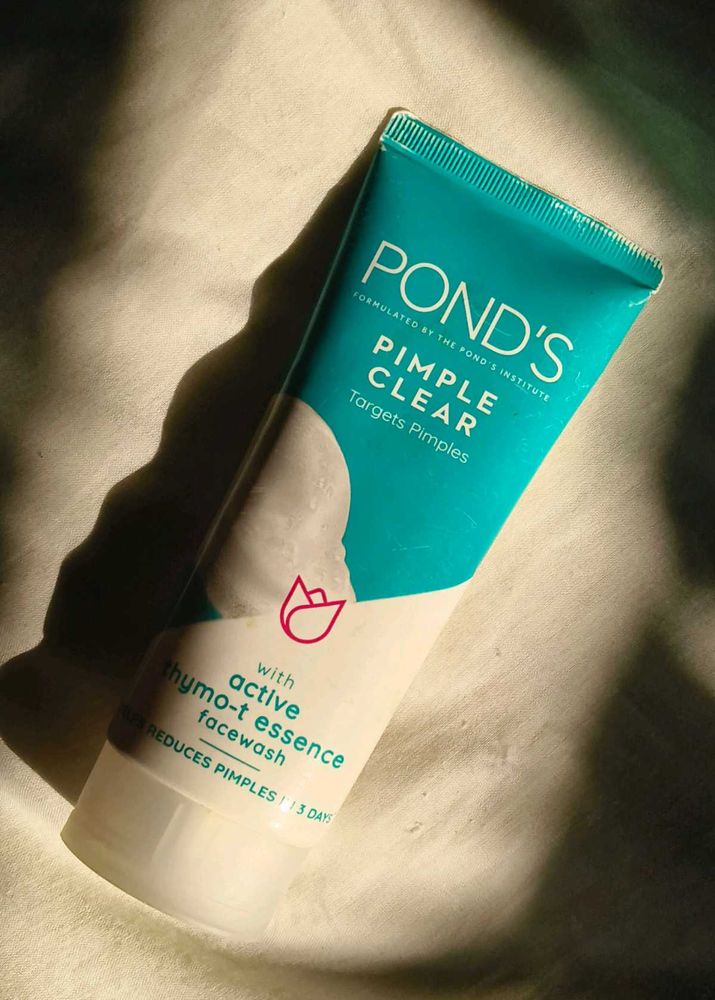 POND'S
FORMULATED BY THE POND'S INSTITUTE
PIMPLE
CLEAR
Targets Pimples
with
active
thymo-t essence
facewash
REDUCES PIMPLES IN 3 DAYS